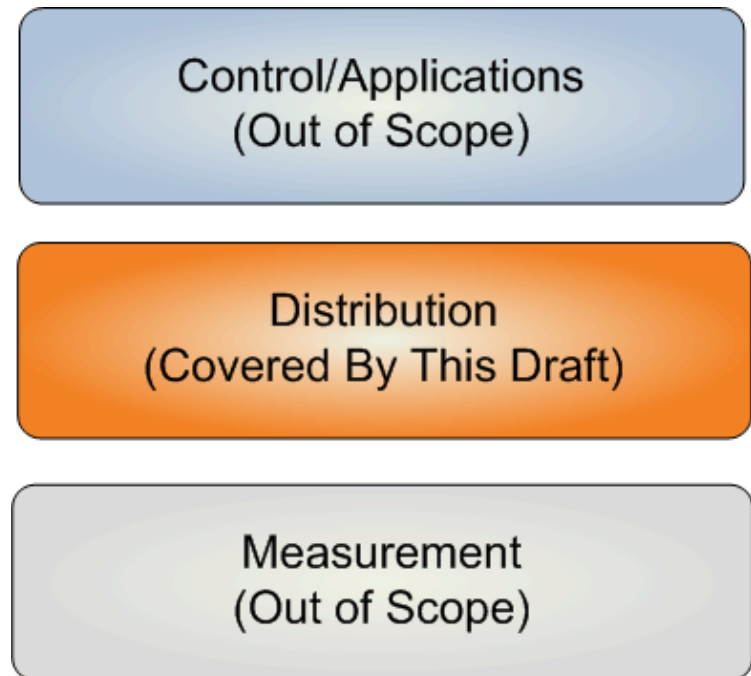 Control/Applications
(Out of Scope)
Distribution
(Covered By This Draft)
Measurement
(Out of Scope)